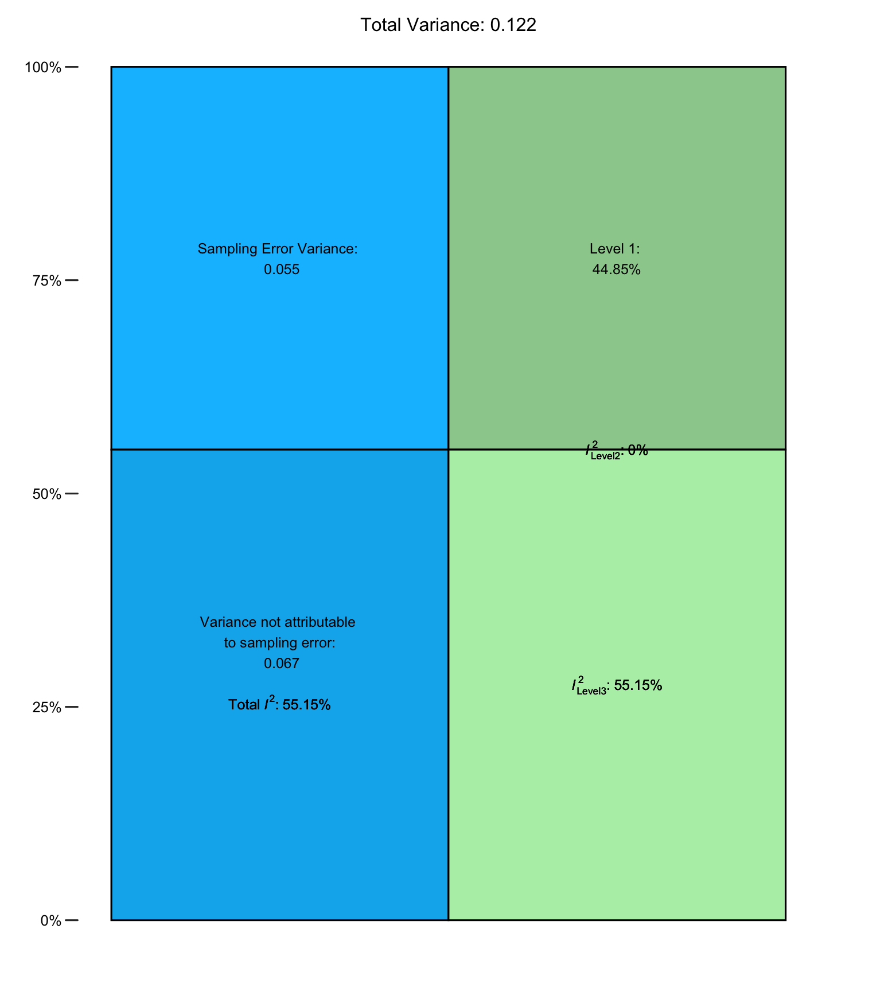 Total Variance: 0.122
100%
75%
50%
25%
0%
Sampling Error Variance:
0.055
Level 1:
44.85%
I²Level2: 0%
Variance not attributable
to sampling error:
0.067
Total I²: 55.15%
I²Level3: 55.15%